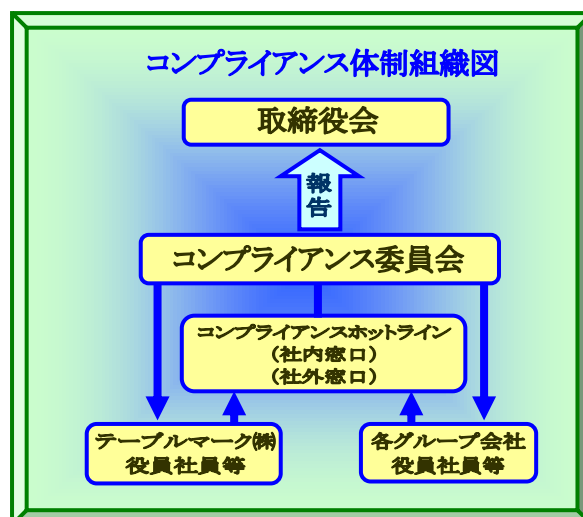 コンプライアンス体制組織図
取締役会
報
告
コンプライアンス委員会
コンプライアンスホットライン
（社内窓口）
（社外窓口）
テーブルマーク㈱
役員社員等
各グループ会社
役員社員等